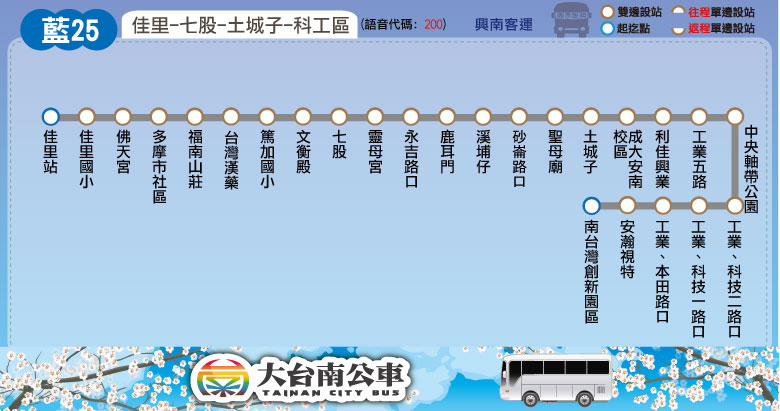 藍25
佳里-七股-土城子-科工區
(語音代碼: 200)
興南客運
雙邊設站
往程單邊設站
起迄點
返程單邊設站
佳里站
佳里國小
佛天宮
多摩市社區
福南山莊
台灣漢藥
篤加國小
文衡殿
七股
靈母宮
永吉路口
鹿耳門
溪埔仔
砂崙路口
聖母廟
土城子
成大安南校區
利佳興業
工業五路
中央軸帶公園
工業、科技二路口
工業、科技一路口
工業、本田路口
安瀚視特
南台灣創新園區
大台南公車
TAINAN CITY BUS